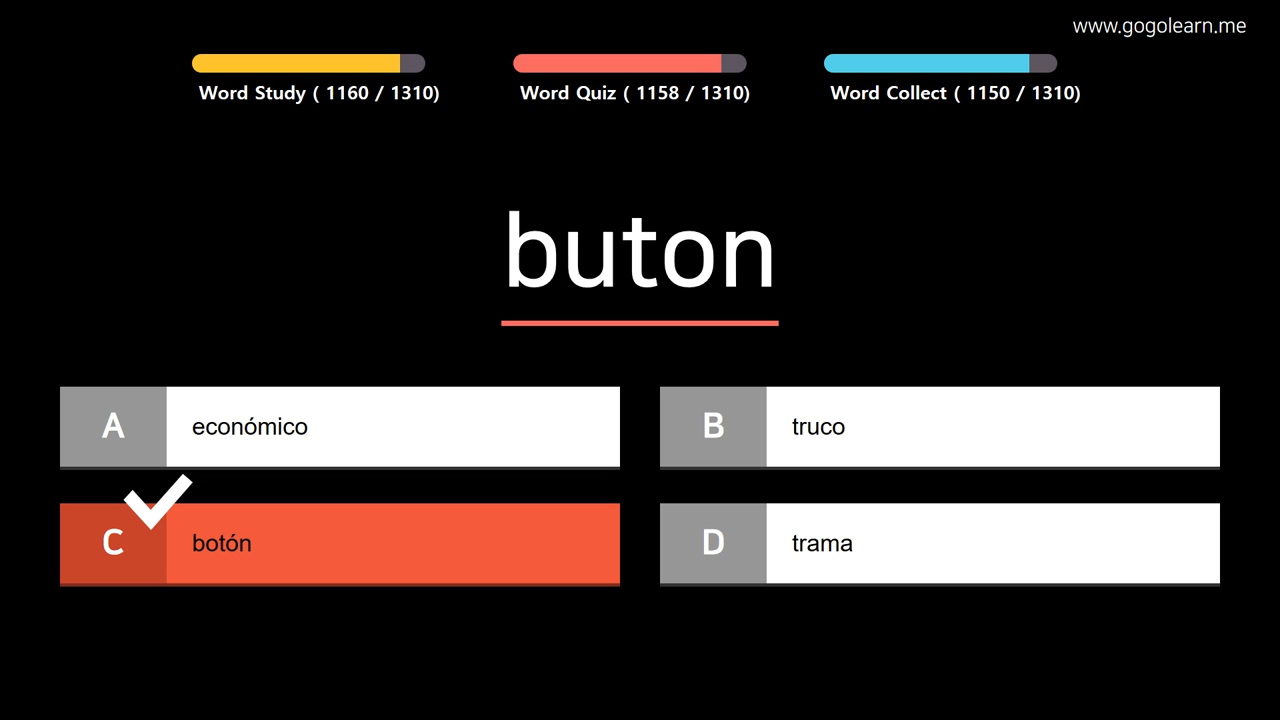 www.gogolearn.me
Word Study ( 1160 / 1310)
Word Quiz ( 1158 / 1310)
Word Collect ( 1150 / 1310)
buton
A económico
B truco
C botón
D trama